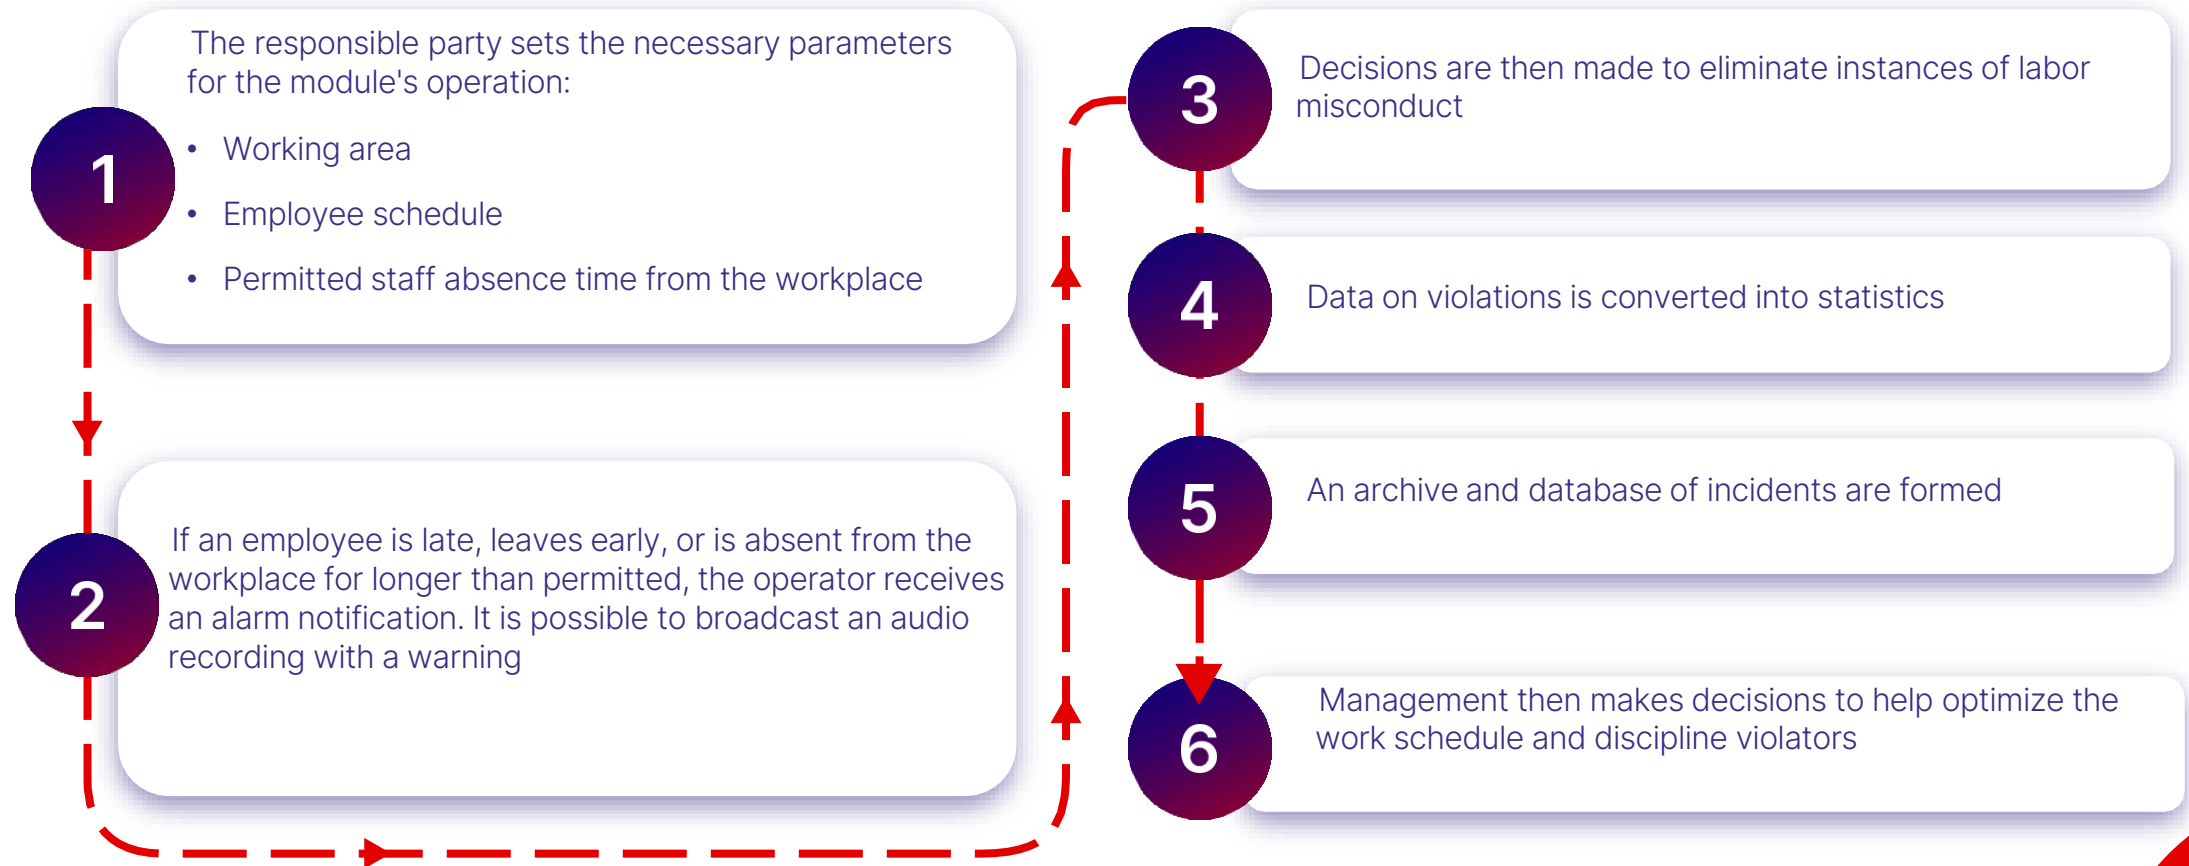 1
The responsible party sets the necessary parameters
for the module's operation:
• Working area
• Employee schedule
• Permitted staff absence time from the workplace
2
If an employee is late, leaves early, or is absent from the
workplace for longer than permitted, the operator receives
an alarm notification. It is possible to broadcast an audio
recording with a warning
3
Decisions are then made to eliminate instances of labor
misconduct
4
Data on violations is converted into statistics
5
An archive and database of incidents are formed
6
Management then makes decisions to help optimize the
work schedule and discipline violators